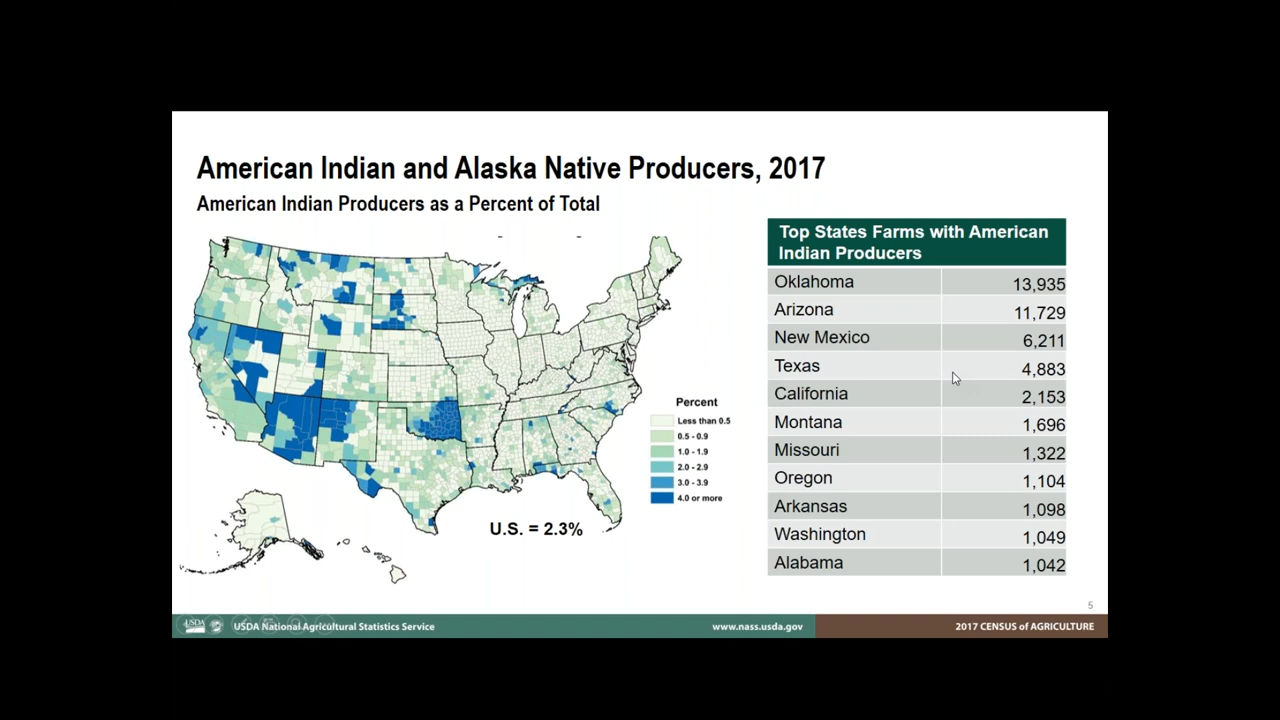 American Indian and Alaska Native Producers, 2017
American Indian Producers as a Percent of Total
Percent
Less than 0.5
0.5 - 0.9
1.0 - 1.9
2.0 - 2.9
3.0 - 3.9
4.0 or more
U.S. = 2.3%
Top States Farms with American
Indian Producers
Oklahoma 13,935
Arizona 11,729
New Mexico 6,211
Texas 4,883
California 2,153
Montana 1,696
Missouri 1,322
Oregon 1,104
Arkansas 1,098
Washington 1,049
Alabama 1,042
5
USDA
USDA National Agricultural Statistics Service
www.nass.usda.gov
2017 CENSUS of AGRICULTURE